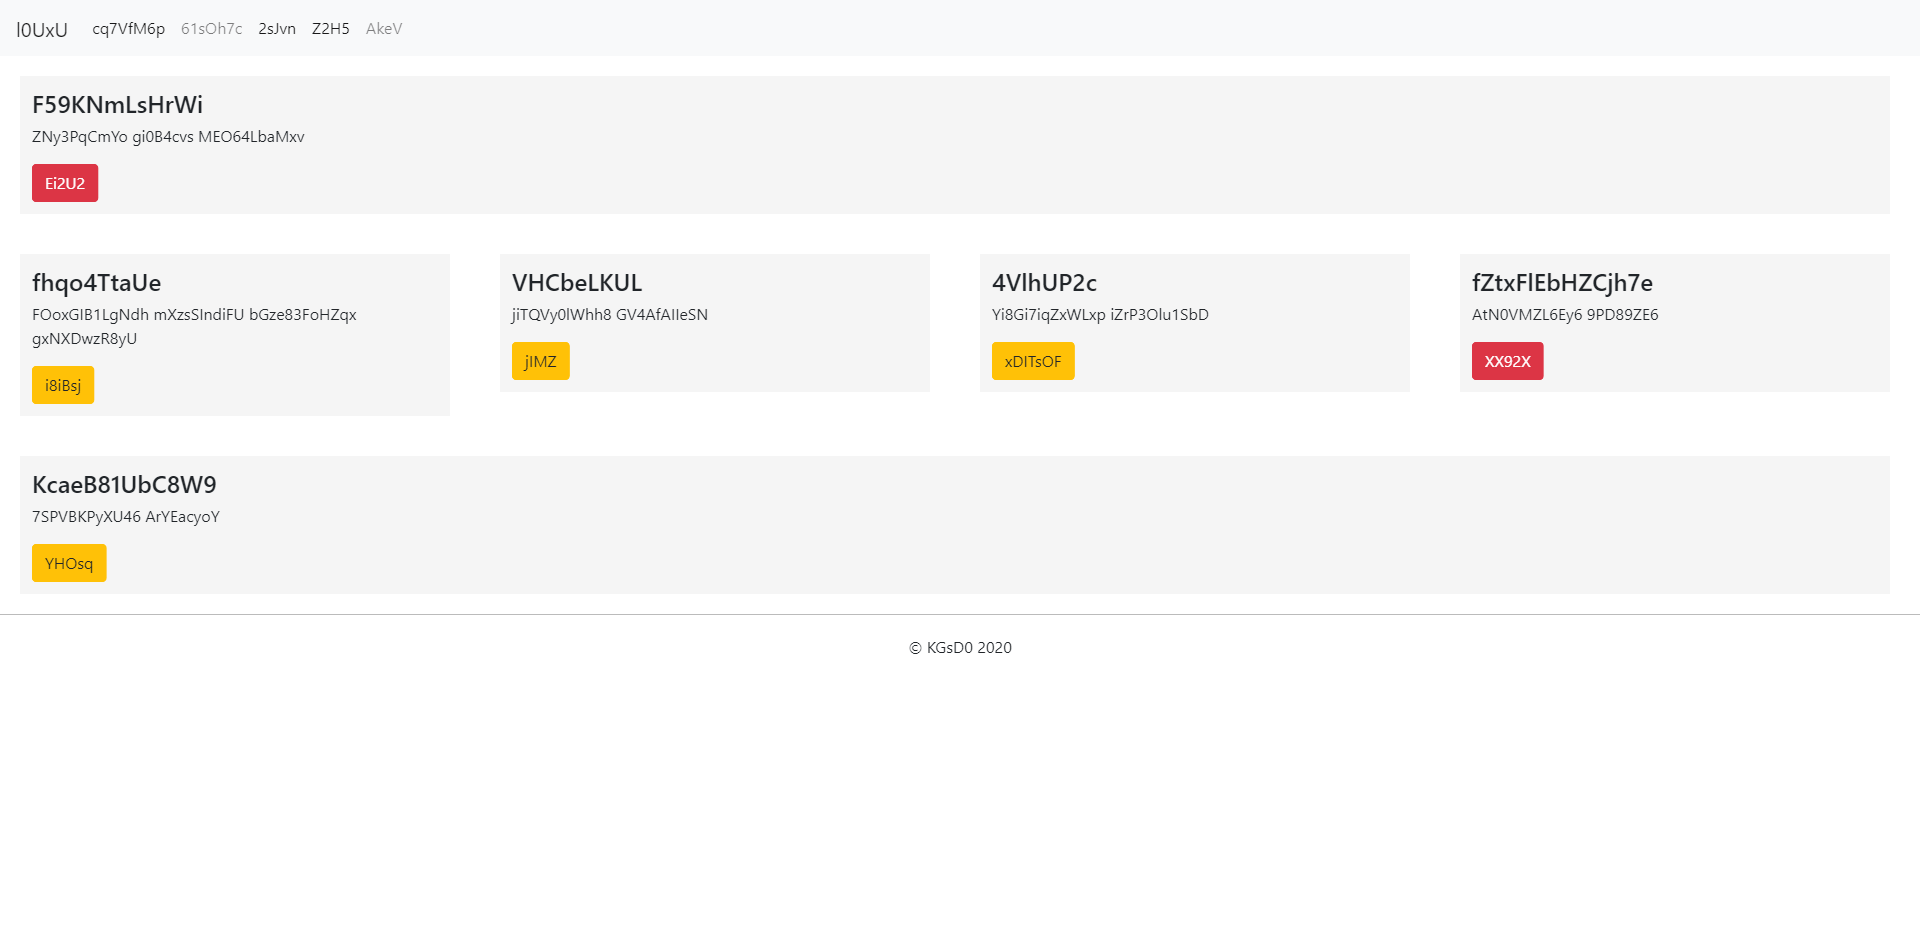 l0UxU cq7VfM6p 61sOh7c 2sJvn Z2H5 AkeV
F59KNmLsHrWi
ZNy3PqCmYo gi0B4cvs MEO64LbaMxv
Ei2U2
fhqo4TtaUe
FOoxGIB1LgNdh mXzsSIndiFU bGze83FoHZqx
gxNXDwzR8yU
i8iBsj
VHCbeLKUL
jiTQVy0lWhh8 GV4AfAIIeSN
jIMZ
4VlhUP2c
Yi8Gi7iqZxWLxp iZrP3Olu1SbD
xDITsOF
fZtxFlEbHZCjh7e
AtN0VMZL6Ey6 9PD89ZE6
XX92X
KcaeB81UbC8W9
7SPVBKPyXU46 ArYEacyoY
YHOsq
© KGsD0 2020